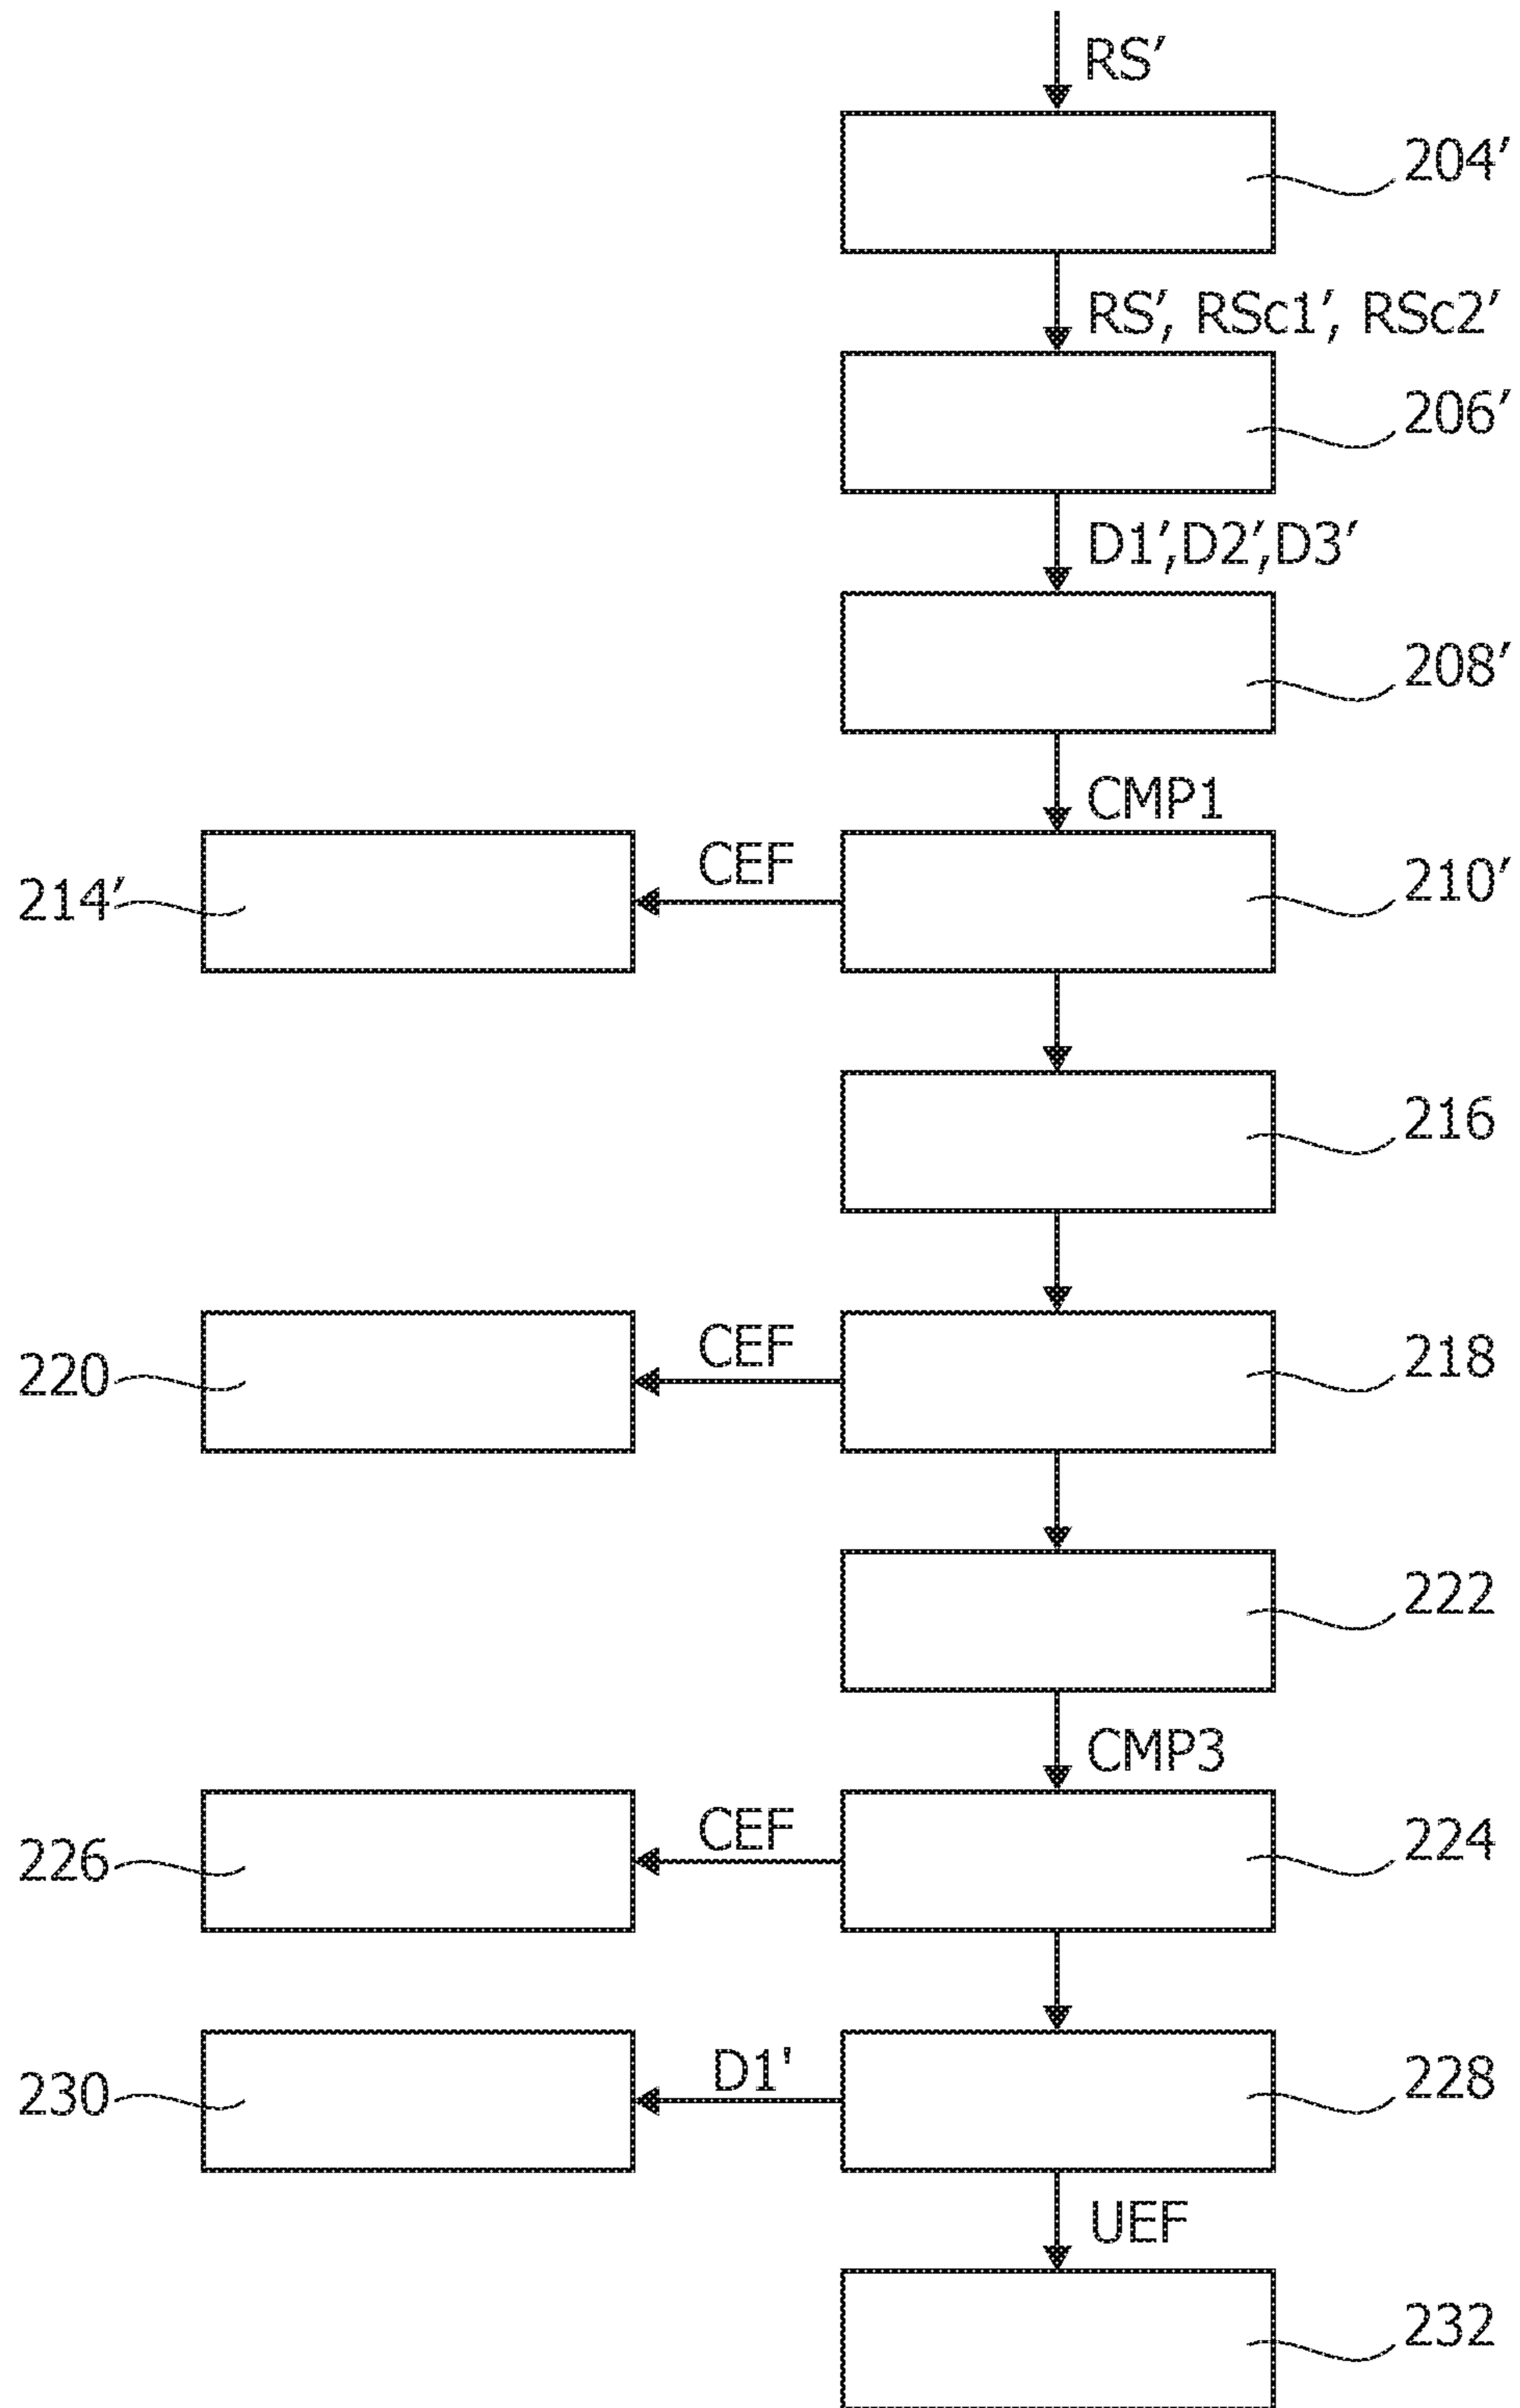 RS′
204′
RS′, RSc1′, RSc2′
206′
D1′,D2′,D3′
208′
CMP1
CEF
214′
210′
216
CEF
220
218
222
CMP3
CEF
226
224
D1'
230
228
UEF
232